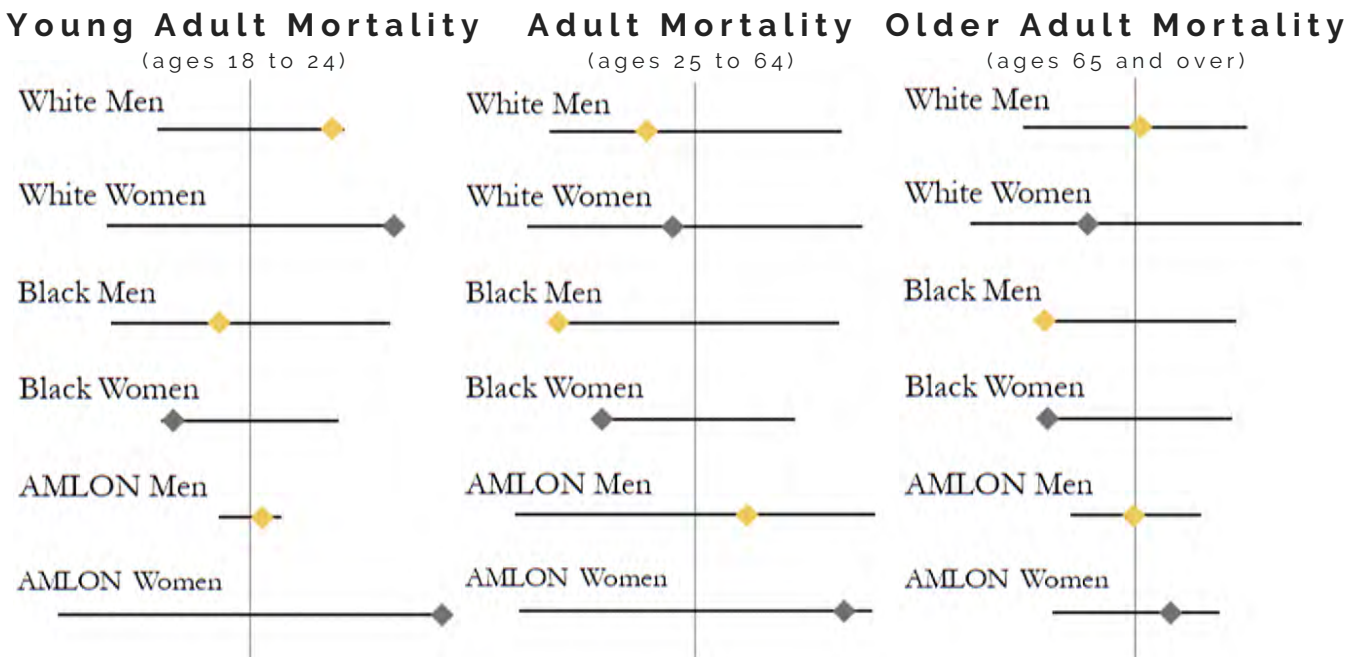 Young Adult Mortality
(ages 18 to 24)
White Men
White Women
Black Men
Black Women
AMLON Men
AMLON Women
Adult Mortality
(ages 25 to 64)
White Men
White Women
Black Men
Black Women
AMLON Men
AMLON Women
Older Adult Mortality
(ages 65 and over)
White Men
White Women
Black Men
Black Women
AMLON Men
AMLON Women